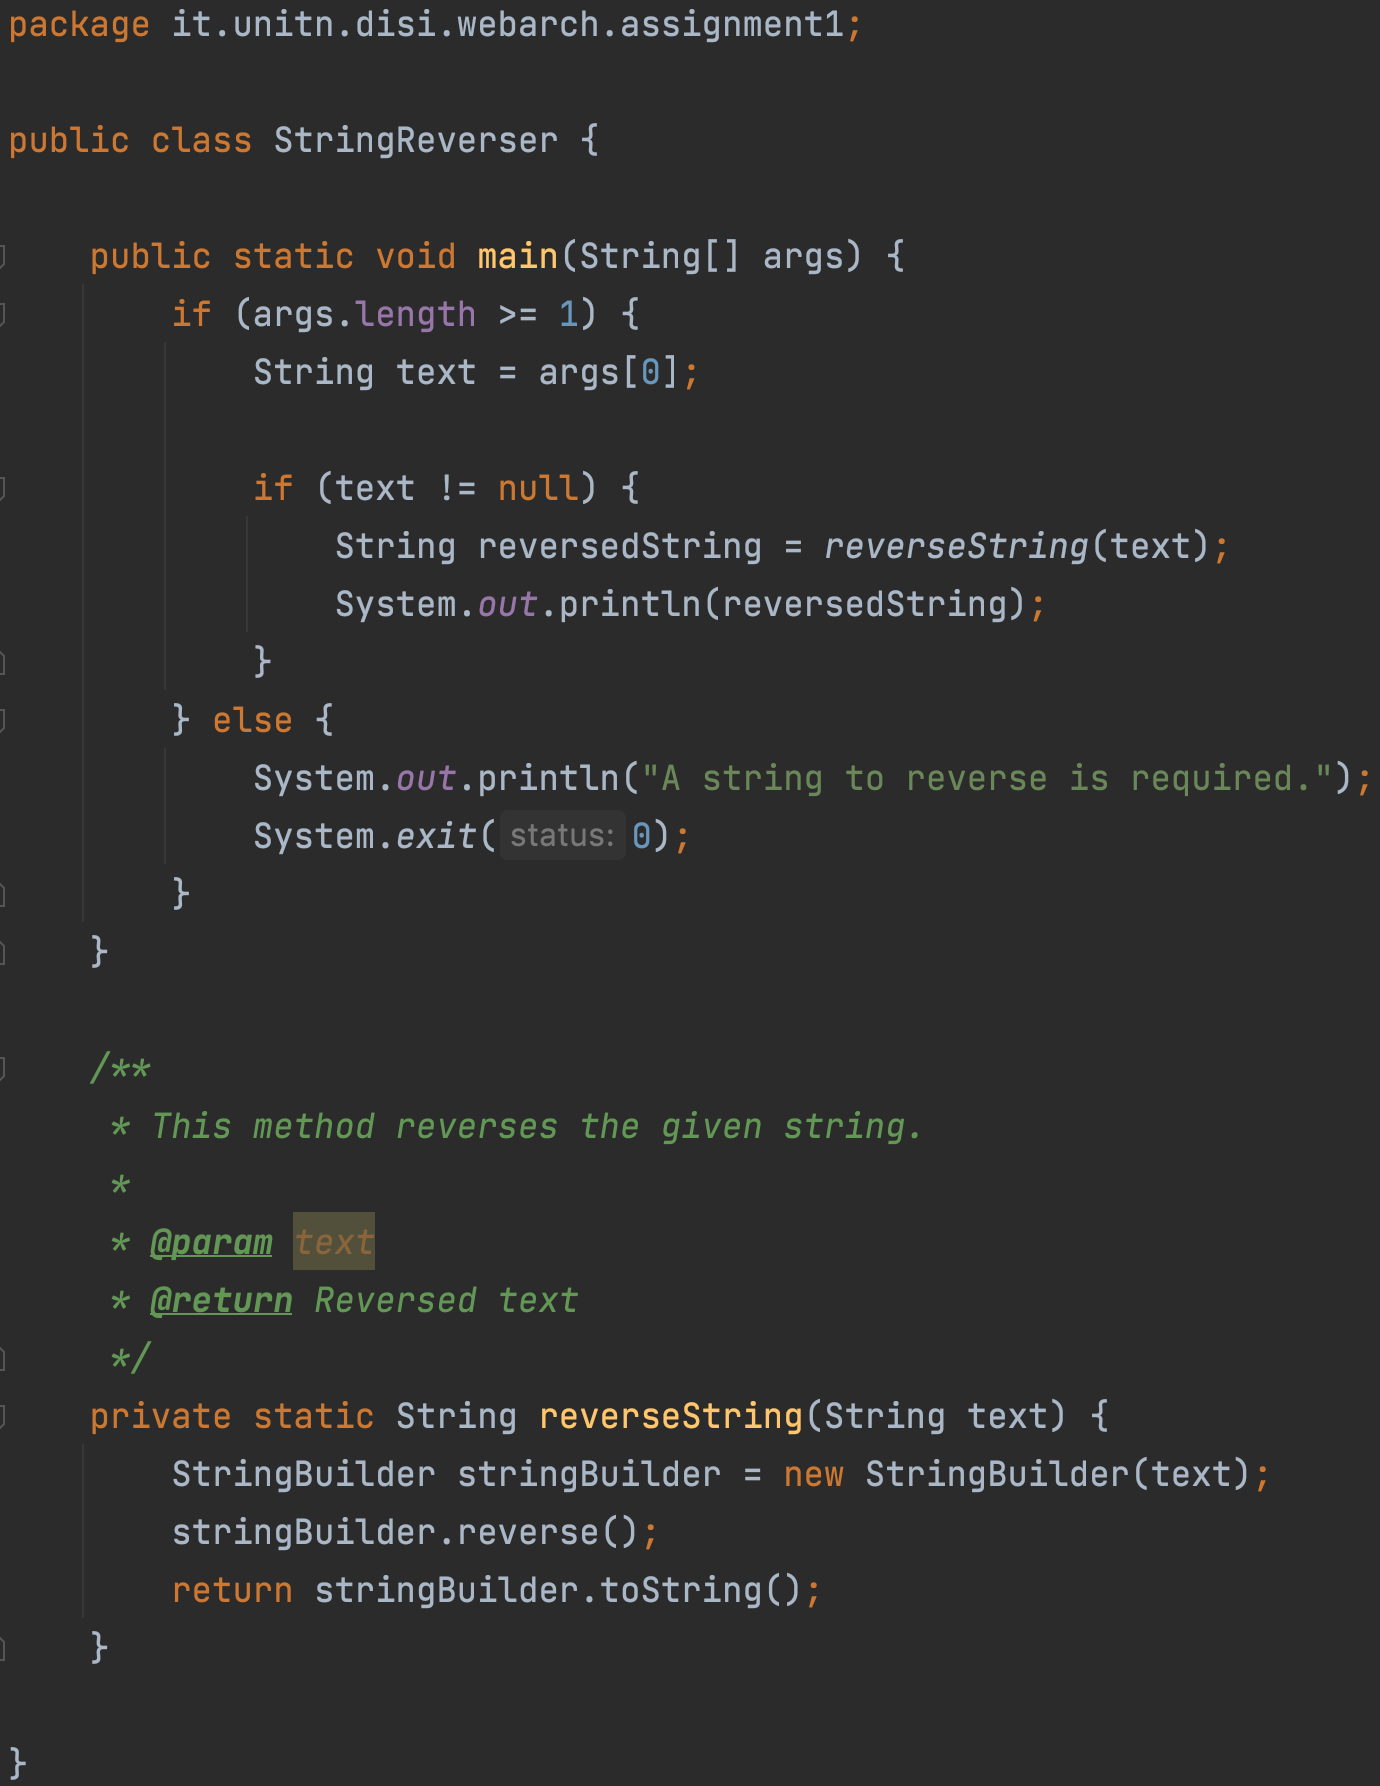 package it.unitn.disi.webarch.assignment1;
public class StringReverser {
public static void main(String[] args) {
if (args.length >= 1) {
String text = args[0];
if (text != null) {
String reversedString = reverseString(text);
System.out.println(reversedString);
}
} else {
System.out.println("A string to reverse is required.");
System.exit( status: 0);
}
}
/**
* This method reverses the given string.
*
* @param text
* @return Reversed text
*/
private static String reverseString(String text) {
StringBuilder stringBuilder = new StringBuilder(text);
stringBuilder.reverse();
return stringBuilder.toString();
}
}